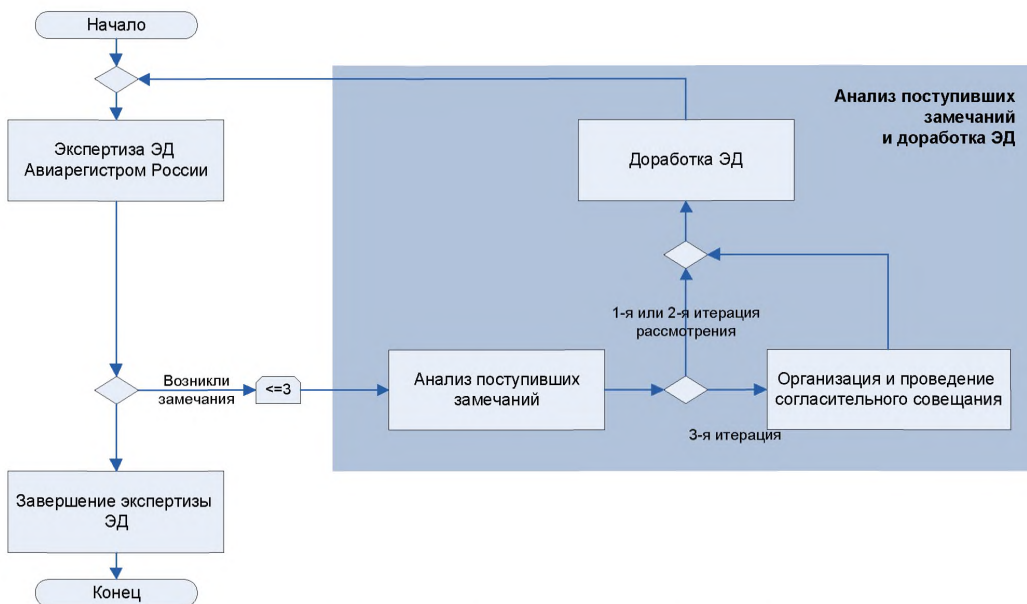 Начало
Анализ поступивших
замечаний
и доработка ЭД
Экспертиза ЭД
Авиарегистром России
Доработка ЭД
1-я или 2-я итерация
рассмотрения
Возникли
замечания
<=3
Анализ поступивших
замечаний
Организация и проведение
согласительного совещания
3-я итерация
Завершение экспертизы
ЭД
Конец